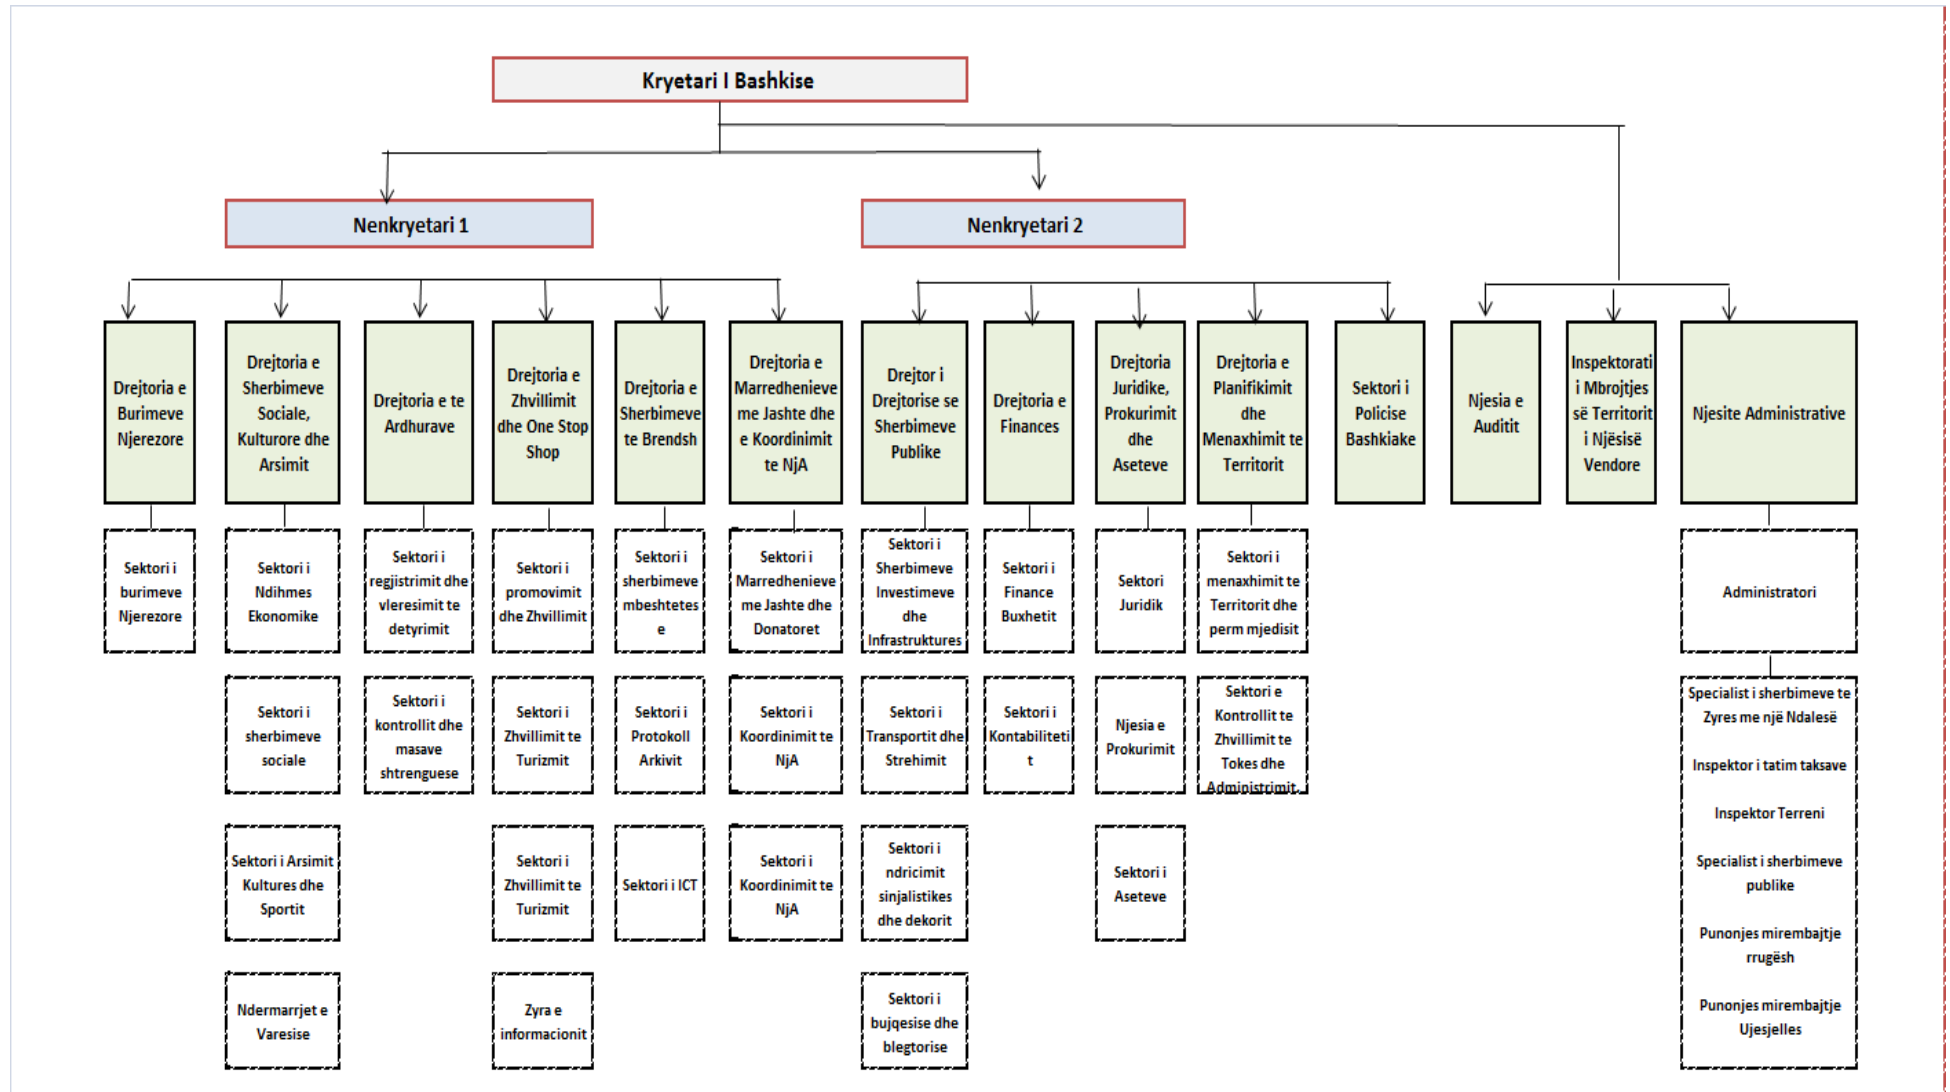 Kryetari I Bashkise
Nenkryetari 1
Nenkryetari 2
Drejtoria e
Burimeve
Njerezore
Drejtoria e
Sherbimeve
Sociale,
Kulturore dhe
Arsimit
Drejtoria e te
Ardhurave
Drejtoria e
Zhvillimit
dhe One Stop
Shop
Drejtoria e
Sherbimeve
te Brendsh
Drejtoria e
Marredhenieve
me Jashte dhe
e Koordinimit
te NjA
Drejtor i
Drejtorise se
Sherbimeve
Publike
Drejtoria e
Finances
Drejtoria
Juridike,
Prokurimit
dhe
Aseteve
Drejtoria e
Planifikimit
dhe
Menaxhimit te
Territorit
Sektori i
Policise
Bashkiake
Njesia e
Auditit
Inspektorati
i Mbrojtjes
së Territorit
i Njësisë
Vendore
Njesite Administrative
Sektori i
burimeve
Njerezore
Sektori i
Ndihmes
Ekonomike
Sektori i
regjistrimit dhe
vleresimit te
detyrimit
Sektori i
promovimit
dhe Zhvillimit
Sektori i
sherbimeve
mbeshtetes
e
Sektori i
Marredhenieve
me Jashte dhe
Donatoret
Sektori i
Sherbimeve
Investimeve
dhe
Infrastruktures
Sektori i
Finance
Buxhetit
Sektori
Juridik
Sektori i
menaxhimit te
Territorit dhe
perm mjedisit
Administratori
Sektori i
sherbimeve
sociale
Sektori i
kontrollit dhe
masave
shtrenguese
Sektori i
Zhvillimit te
Turizmit
Sektori i
Protokoll
Arkivit
Sektori i
Koordinimit te
NjA
Sektori i
Transportit dhe
Strehimit
Sektori i
Kontabiliteti
t
Njesia e
Prokurimit
Sektori e
Kontrollit te
Zhvillimit te
Tokes dhe
Administrimit.
Specialist i sherbimeve te
Zyres me një Ndalesë
Inspektor i tatim taksave
Inspektor Terreni
Specialist i sherbimeve
publike
Punonjes mirembajtje
rrugësh
Punonjes mirembajtje
Ujesjelles
Sektori i Arsimit
Kultures dhe
Sportit
Sektori i
Zhvillimit te
Turizmit
Sektori i ICT
Sektori i
Koordinimit te
NjA
Sektori i
ndricimit
sinjalistikes
dhe dekorit
Sektori i
Aseteve
Ndermarrjet e
Varesise
Zyra e
informacionit
Sektori i
bujqesise dhe
blegtorise